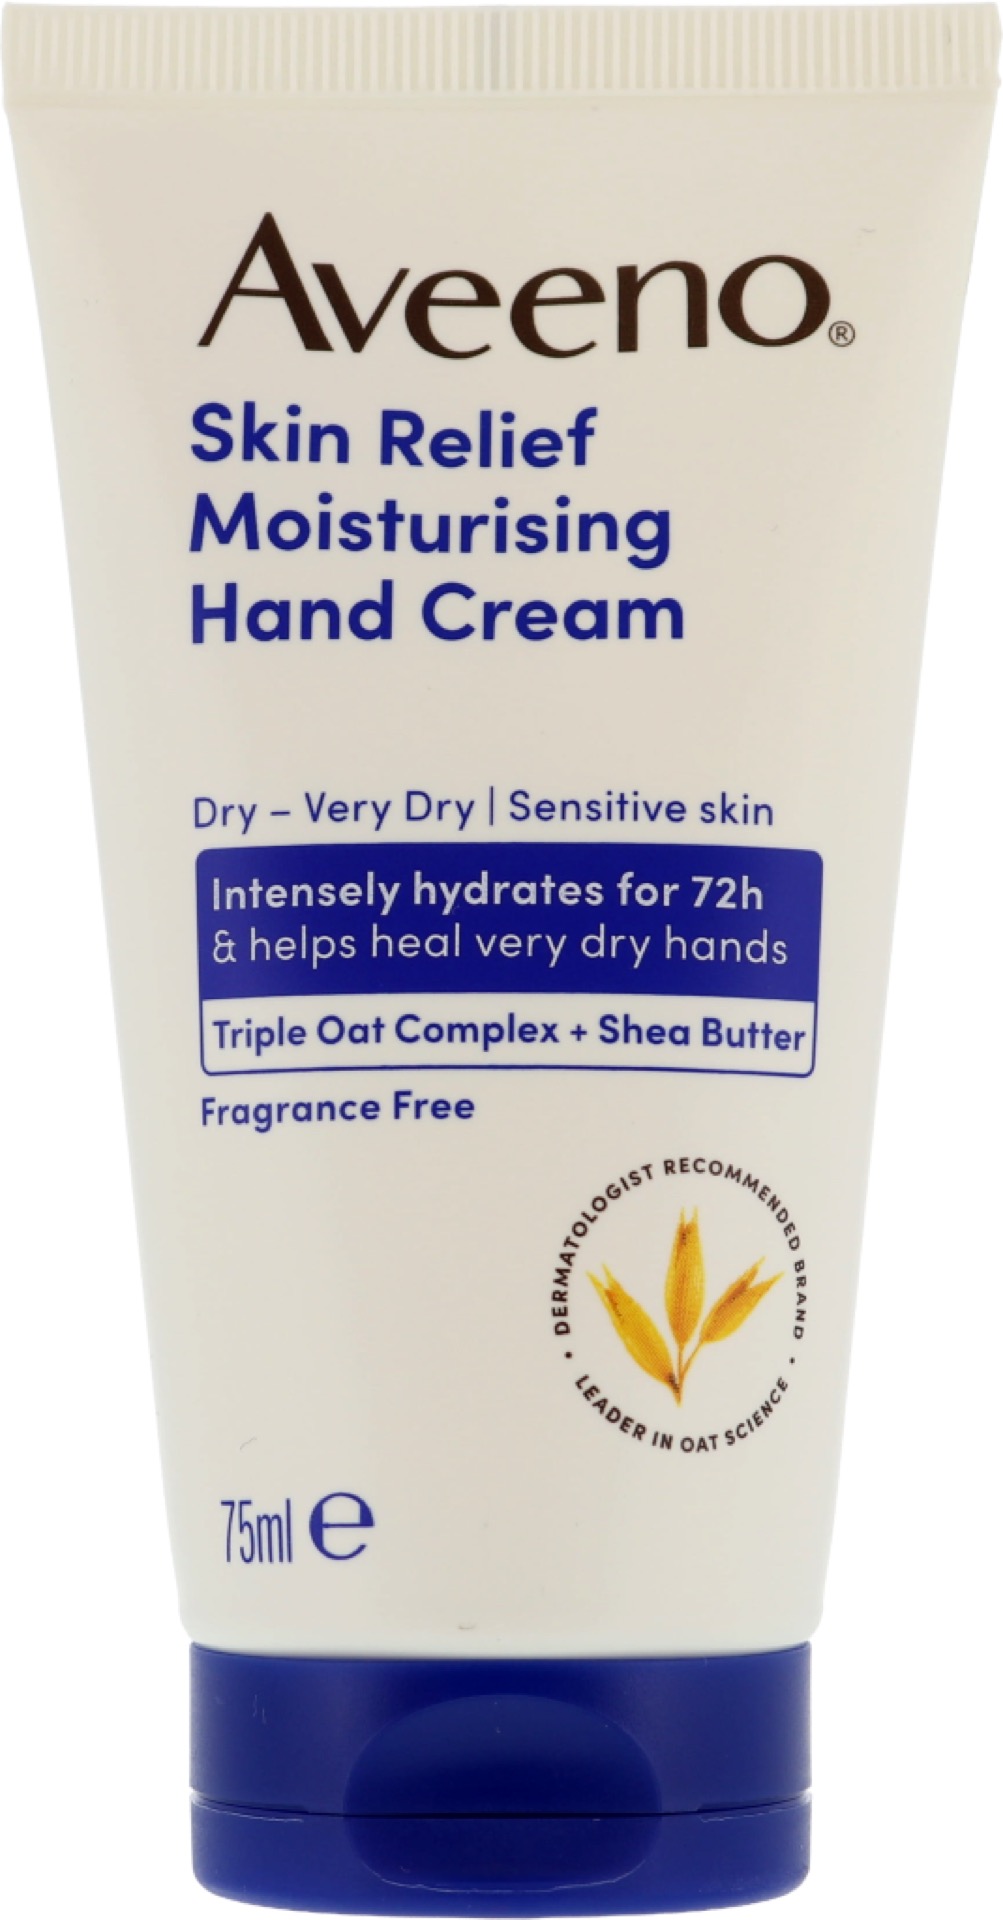 Aveeno®
Skin Relief
Moisturising
Hand Cream
Dry – Very Dry | Sensitive skin
Intensely hydrates for 72h
& helps heal very dry hands
Triple Oat Complex + Shea Butter
Fragrance Free
• DERMATOLOGIST RECOMMENDED BRAND •
LEADER IN OAT SCIENCE
75ml ℮